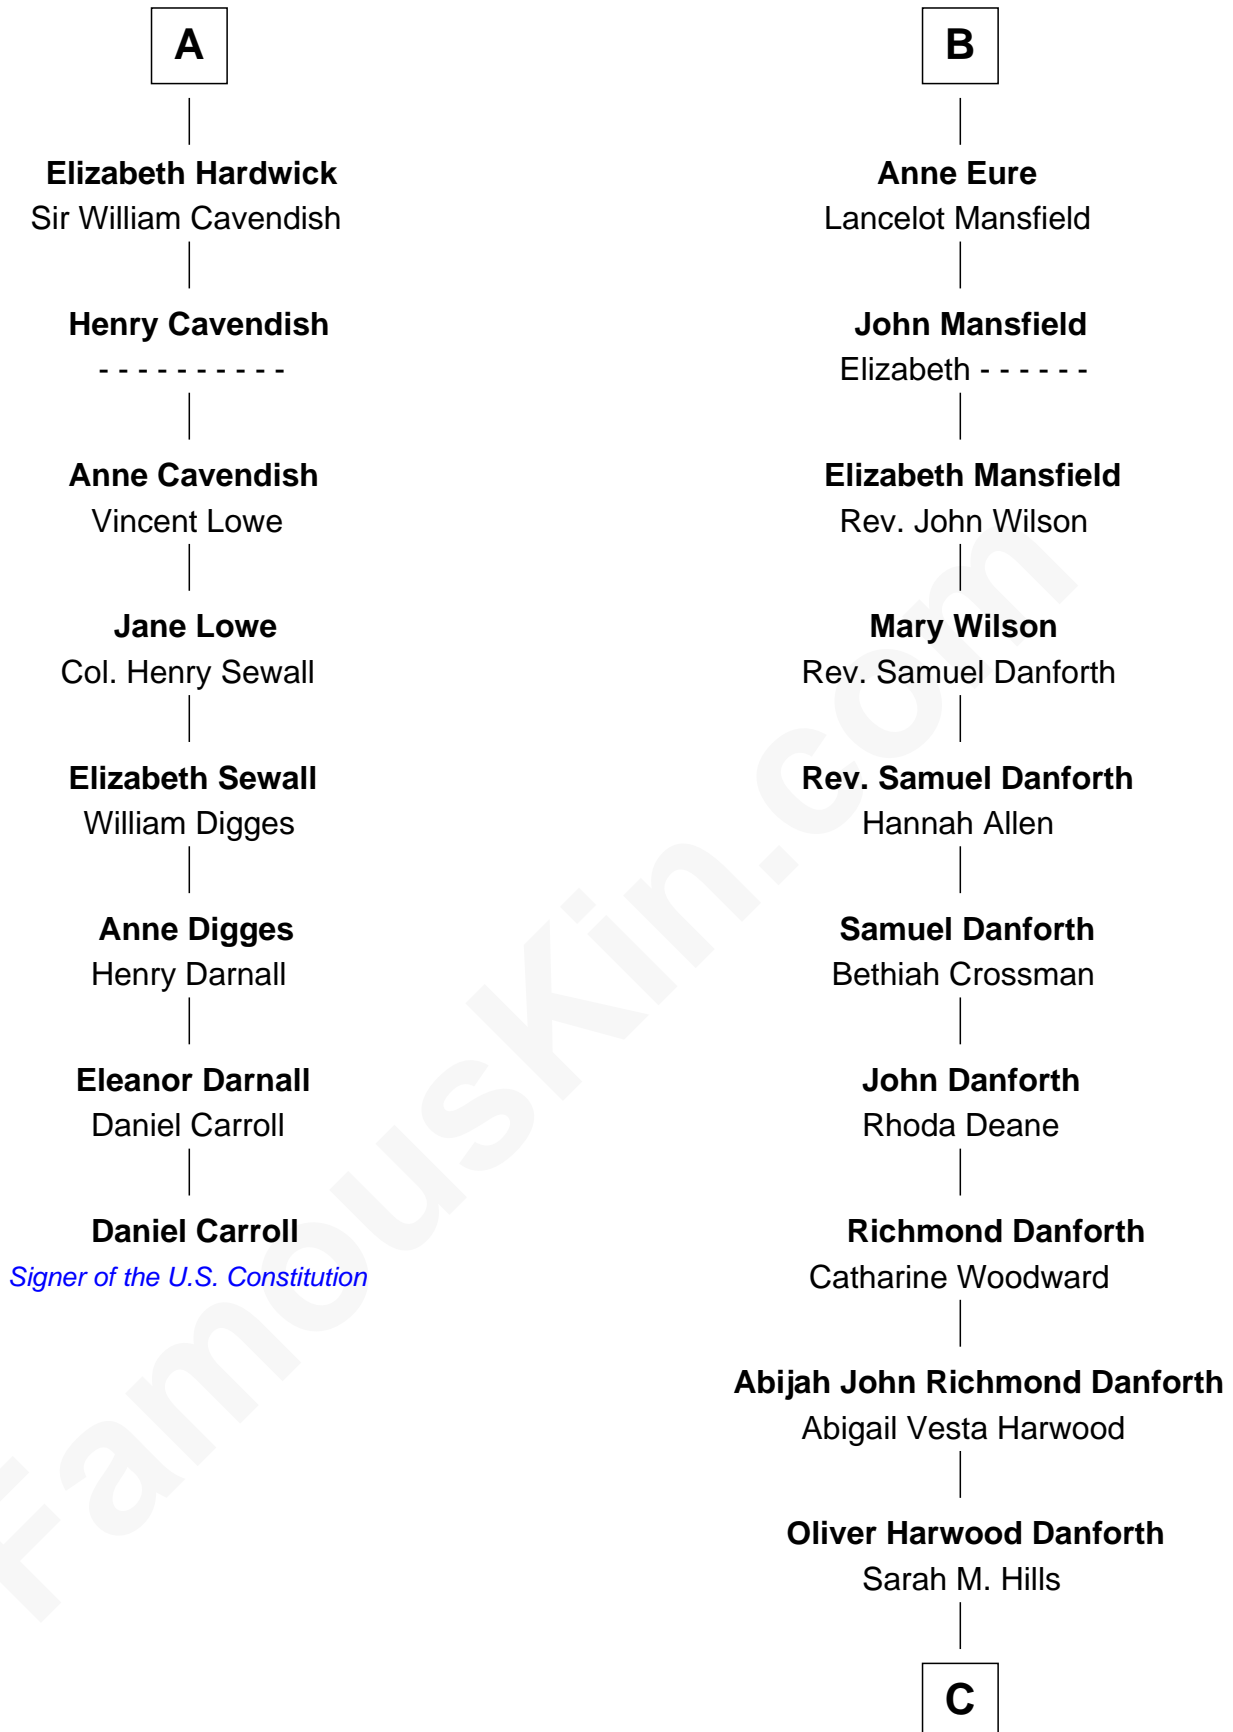 A
Elizabeth Hardwick
Sir William Cavendish
Henry Cavendish
- - - - - - - - - -
Anne Cavendish
Vincent Lowe
Jane Lowe
Col. Henry Sewall
Elizabeth Sewall
William Digges
Anne Digges
Henry Darnall
Eleanor Darnall
Daniel Carroll
Daniel Carroll
Signer of the U.S. Constitution
B
Anne Eure
Lancelot Mansfield
John Mansfield
Elizabeth - - - - - -
Elizabeth Mansfield
Rev. John Wilson
Mary Wilson
Rev. Samuel Danforth
Rev. Samuel Danforth
Hannah Allen
Samuel Danforth
Bethiah Crossman
John Danforth
Rhoda Deane
Richmond Danforth
Catharine Woodward
Abijah John Richmond Danforth
Abigail Vesta Harwood
Oliver Harwood Danforth
Sarah M. Hills
C
FamousKin.com